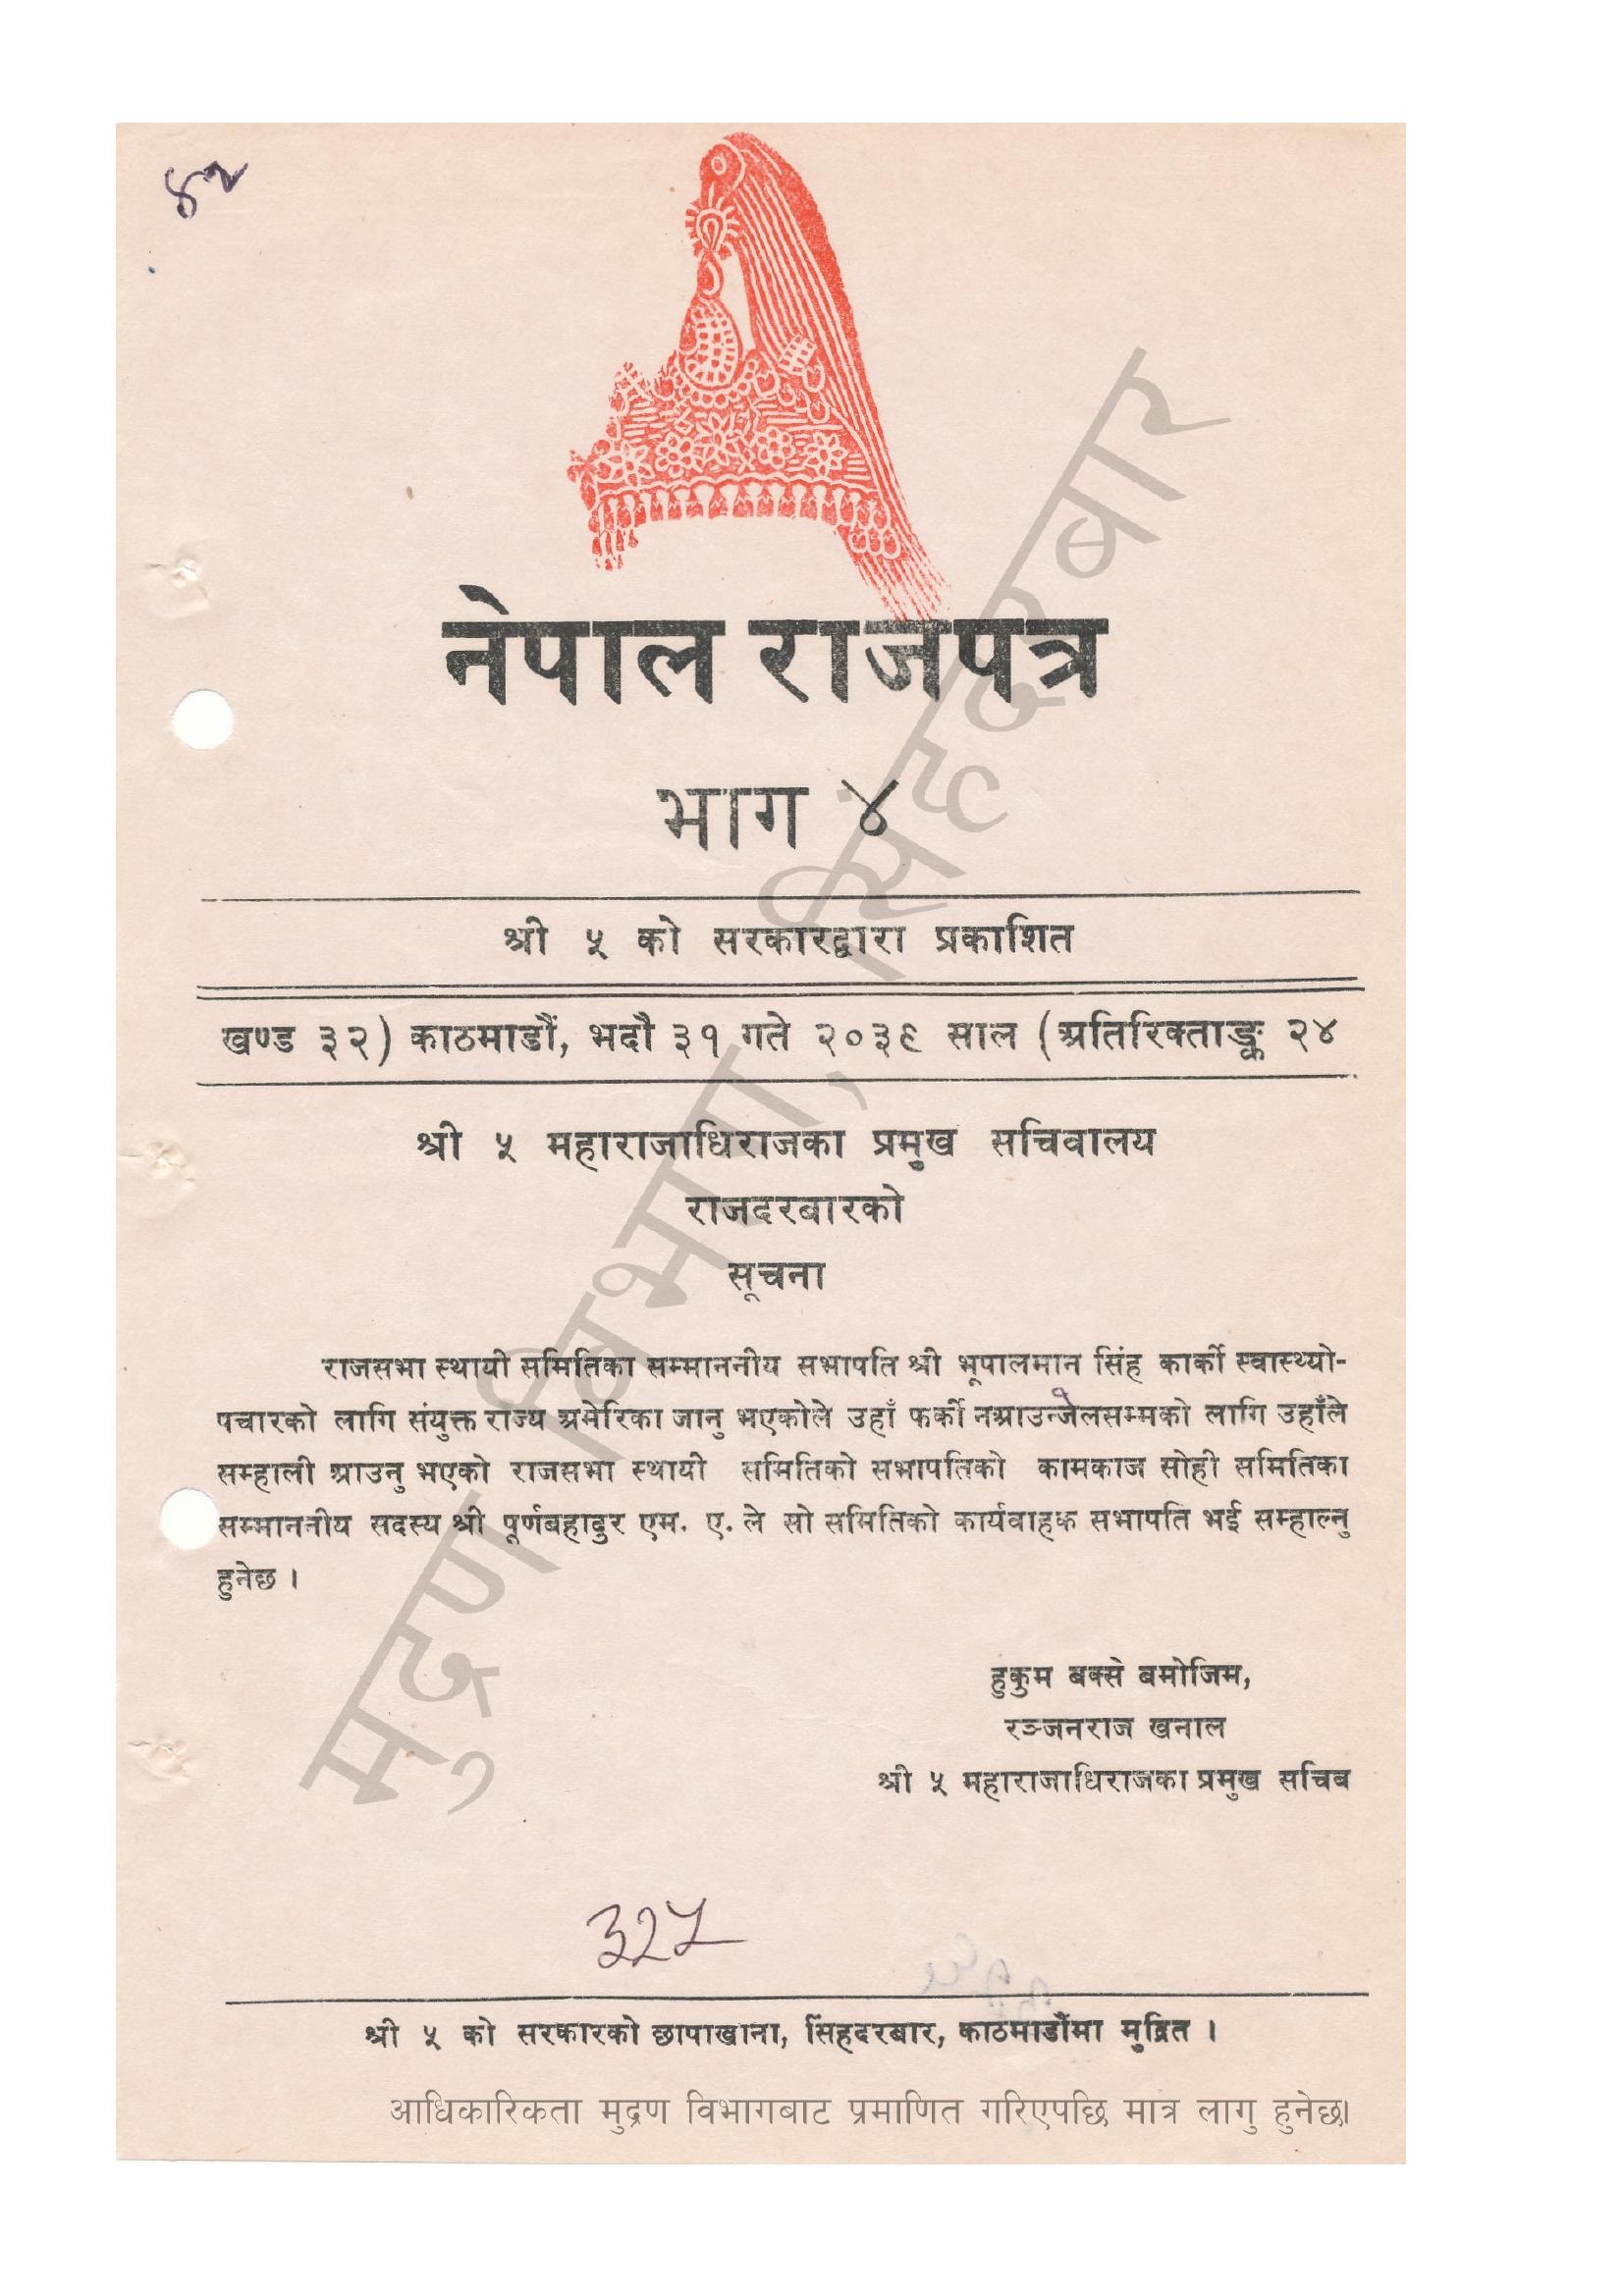 ४२
नेपाल राजपत्र
भाग ४
श्री ५ को सरकारद्वारा प्रकाशित
खण्ड ३२) काठमाडौं, भदौ ३१ गते २०३९ साल (अतिरिक्ताङ्क २४
श्री ५ महाराजाधिराजका प्रमुख सचिवालय
राजदरबारको
सूचना
राजसभा स्थायी समितिका सम्माननीय सभापति श्री भूपालमान सिंह कार्की स्वास्थ्यो-
पचारको लागि संयुक्त राज्य अमेरिका जानु भएकोले उहाँ फर्की नआउन्जेलसम्मको लागि उहाँले
सम्हाली आउनु भएको राजसभा स्थायी समितिको सभापतिको कामकाज सोही समितिका
सम्माननीय सदस्य श्री पूर्णबहादुर एम. ए. ले सो समितिको कार्यवाहक सभापति भई सम्हाल्नु
हुनेछ ।
हुकुम बक्से बमोजिम,
रञ्जनराज खनाल
श्री ५ महाराजाधिराजका प्रमुख सचिव
३२५
श्री ५ को सरकारको छापाखाना, सिंहदरबार, काठमाडौंमा मुद्रित ।
आधिकारिकता मुद्रण विभागबाट प्रमाणित गरिएपछि मात्र लागु हुनेछ।
मुद्रण विभाग, सिंहदरबार